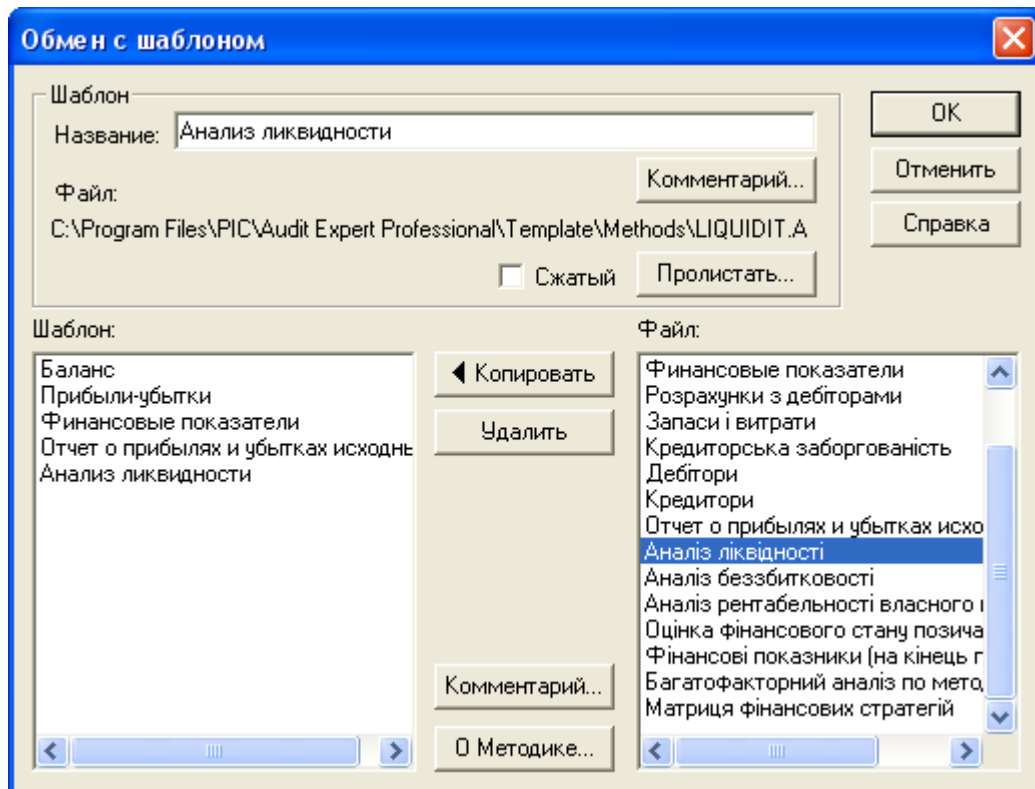 Обмен с шаблоном
Шаблон
Название: Анализ ликвидности
OK
Комментарий...
Отменить
Файл:
C:\Program Files\PIC\Audit Expert Professional\Template\Methods\LIQUIDIT.A
Справка
Сжатый
Пролистать...
Шаблон:
Баланс
Прибыли-убытки
Финансовые показатели
Отчет о прибылях и убытках исходнь
Анализ ликвидности
Копировать
Удалить
Комментарий...
О Методике...
Файл:
Финансовые показатели
Розрахунки з дебіторами
Запаси і витрати
Кредиторська заборгованість
Дебітори
Кредитори
Отчет о прибылях и убытках исхо
Аналіз ліквідності
Аналіз беззбитковості
Аналіз рентабельності власного
Оцінка фінансового стану позича
Фінансові показники (на кінець г
Багатофакторний аналіз по мето
Матриця фінансових стратегій